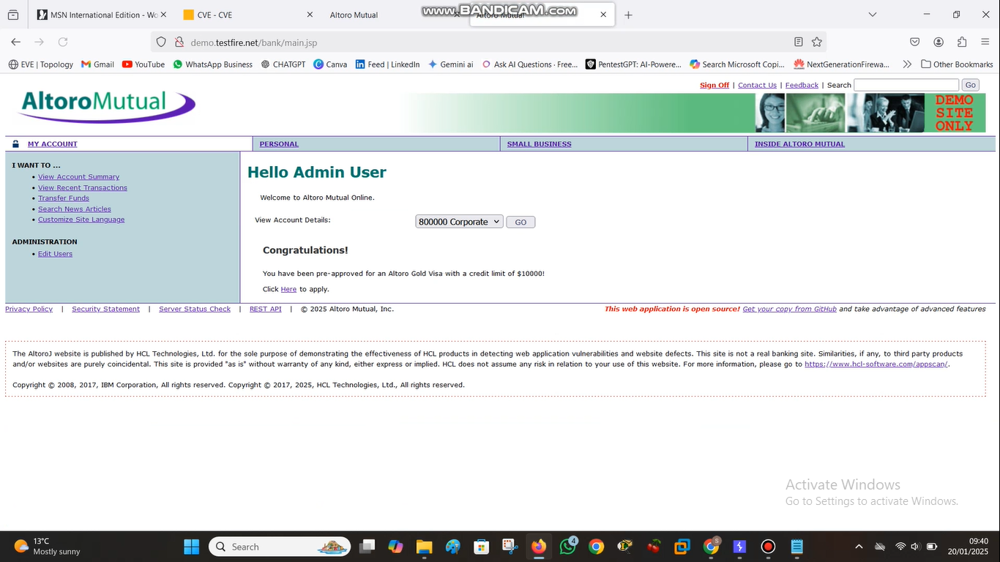 www.BANDICAM.com
MSN International Edition - Wo
CVE - CVE
Altoro Mutual
Altoro Mutual
demo.testfire.net/bank/main.jsp
EVE | Topology Gmail YouTube WhatsApp Business CHATGPT Canva Feed | LinkedIn Gemini ai Ask AI Questions · Free... PentestGPT: AI-Powere... Search Microsoft Copi... NextGenerationFirewa... Other Bookmarks
Sign Off | Contact Us | Feedback | Search Go
AltoroMutual
DEMO
SITE
ONLY
MY ACCOUNT PERSONAL SMALL BUSINESS INSIDE ALTORO MUTUAL
I WANT TO ...
• View Account Summary
• View Recent Transactions
• Transfer Funds
• Search News Articles
• Customize Site Language
ADMINISTRATION
• Edit Users
Hello Admin User
Welcome to Altoro Mutual Online.
View Account Details: 800000 Corporate GO
Congratulations!
You have been pre-approved for an Altoro Gold Visa with a credit limit of $10000!
Click Here to apply.
Privacy Policy | Security Statement | Server Status Check | REST API | © 2025 Altoro Mutual, Inc. This web application is open source! Get your copy from GitHub and take advantage of advanced features
The AltoroJ website is published by HCL Technologies, Ltd. for the sole purpose of demonstrating the effectiveness of HCL products in detecting web application vulnerabilities and website defects. This site is not a real banking site. Similarities, if any, to third party products
and/or websites are purely coincidental. This site is provided "as is" without warranty of any kind, either express or implied. HCL does not assume any risk in relation to your use of this website. For more information, please go to https://www.hcl-software.com/appscan/.
Copyright © 2008, 2017, IBM Corporation, All rights reserved. Copyright © 2017, 2025, HCL Technologies, Ltd., All rights reserved.
Activate Windows
Go to Settings to activate Windows.
13°C
Mostly sunny
Search
4
S
09:40
20/01/2025